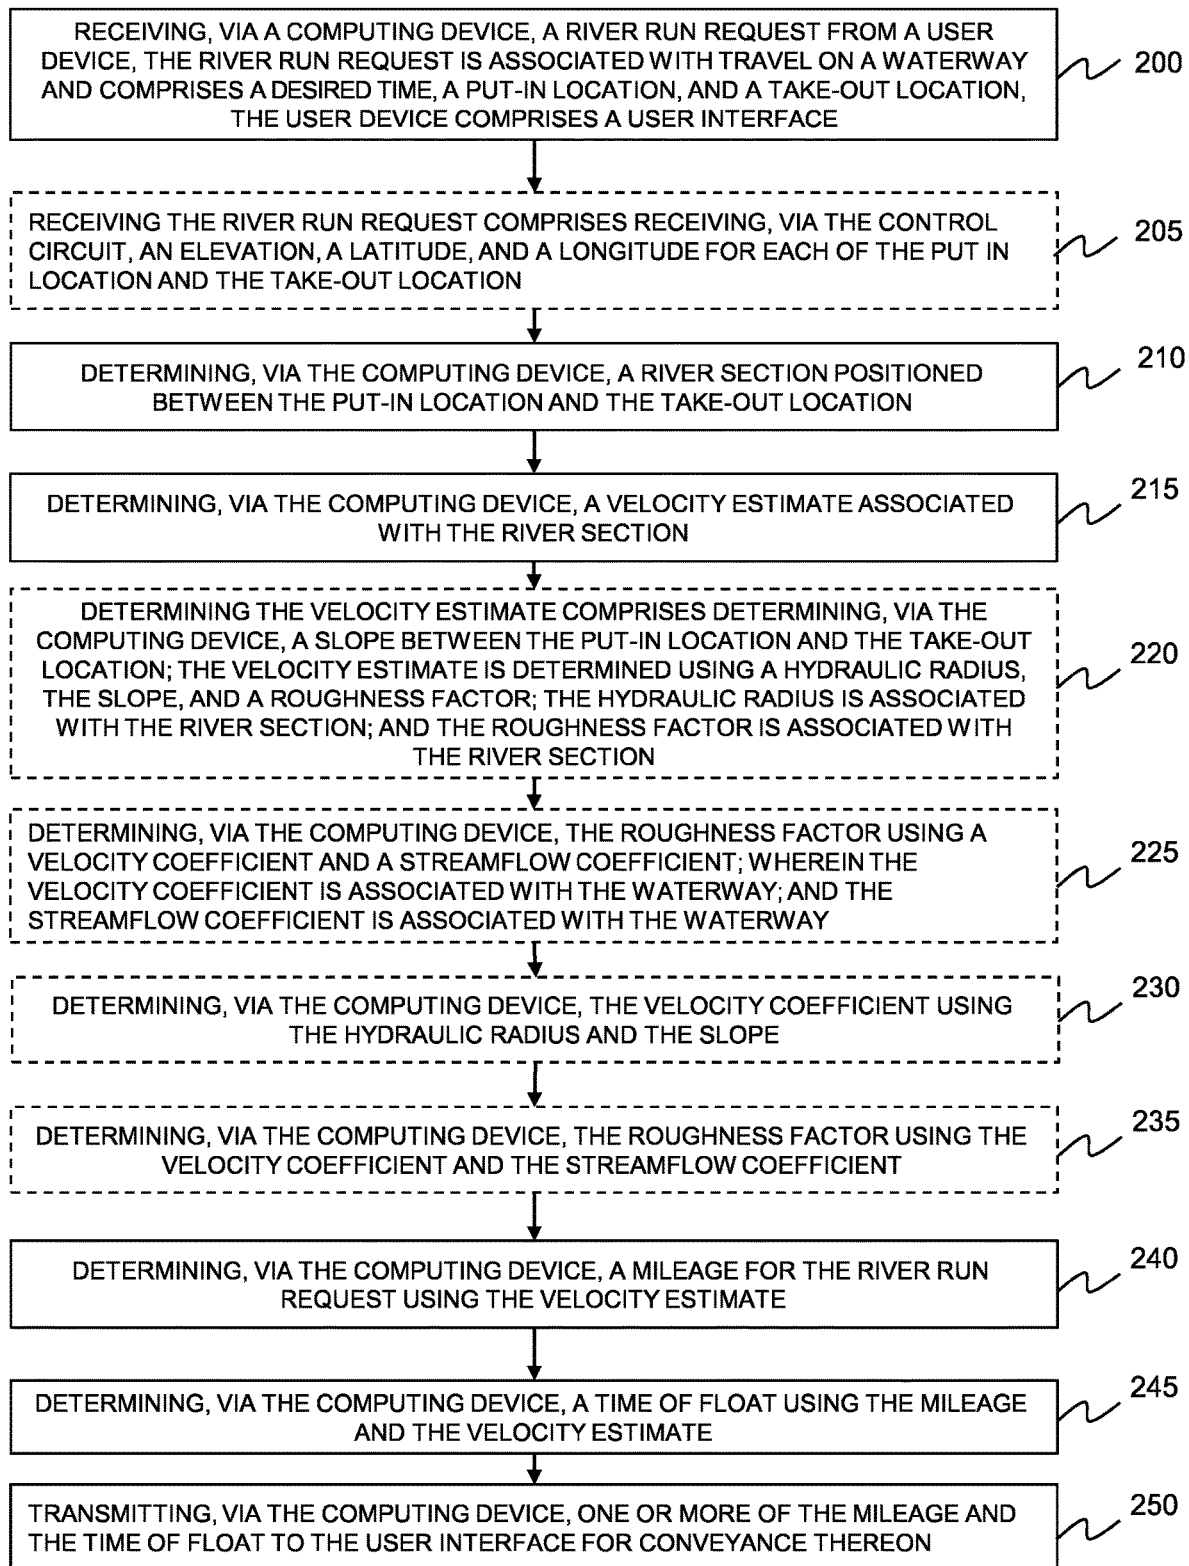 RECEIVING, VIA A COMPUTING DEVICE, A RIVER RUN REQUEST FROM A USER
DEVICE, THE RIVER RUN REQUEST IS ASSOCIATED WITH TRAVEL ON A WATERWAY
AND COMPRISES A DESIRED TIME, A PUT-IN LOCATION, AND A TAKE-OUT LOCATION,
THE USER DEVICE COMPRISES A USER INTERFACE
200
RECEIVING THE RIVER RUN REQUEST COMPRISES RECEIVING, VIA THE CONTROL
CIRCUIT, AN ELEVATION, A LATITUDE, AND A LONGITUDE FOR EACH OF THE PUT IN
LOCATION AND THE TAKE-OUT LOCATION
205
DETERMINING, VIA THE COMPUTING DEVICE, A RIVER SECTION POSITIONED
BETWEEN THE PUT-IN LOCATION AND THE TAKE-OUT LOCATION
210
DETERMINING, VIA THE COMPUTING DEVICE, A VELOCITY ESTIMATE ASSOCIATED
WITH THE RIVER SECTION
215
DETERMINING THE VELOCITY ESTIMATE COMPRISES DETERMINING, VIA THE
COMPUTING DEVICE, A SLOPE BETWEEN THE PUT-IN LOCATION AND THE TAKE-OUT
LOCATION; THE VELOCITY ESTIMATE IS DETERMINED USING A HYDRAULIC RADIUS,
THE SLOPE, AND A ROUGHNESS FACTOR; THE HYDRAULIC RADIUS IS ASSOCIATED
WITH THE RIVER SECTION; AND THE ROUGHNESS FACTOR IS ASSOCIATED WITH
THE RIVER SECTION
220
DETERMINING, VIA THE COMPUTING DEVICE, THE ROUGHNESS FACTOR USING A
VELOCITY COEFFICIENT AND A STREAMFLOW COEFFICIENT; WHEREIN THE
VELOCITY COEFFICIENT IS ASSOCIATED WITH THE WATERWAY; AND THE
STREAMFLOW COEFFICIENT IS ASSOCIATED WITH THE WATERWAY
225
DETERMINING, VIA THE COMPUTING DEVICE, THE VELOCITY COEFFICIENT USING
THE HYDRAULIC RADIUS AND THE SLOPE
230
DETERMINING, VIA THE COMPUTING DEVICE, THE ROUGHNESS FACTOR USING THE
VELOCITY COEFFICIENT AND THE STREAMFLOW COEFFICIENT
235
DETERMINING, VIA THE COMPUTING DEVICE, A MILEAGE FOR THE RIVER RUN
REQUEST USING THE VELOCITY ESTIMATE
240
DETERMINING, VIA THE COMPUTING DEVICE, A TIME OF FLOAT USING THE MILEAGE
AND THE VELOCITY ESTIMATE
245
TRANSMITTING, VIA THE COMPUTING DEVICE, ONE OR MORE OF THE MILEAGE AND
THE TIME OF FLOAT TO THE USER INTERFACE FOR CONVEYANCE THEREON
250